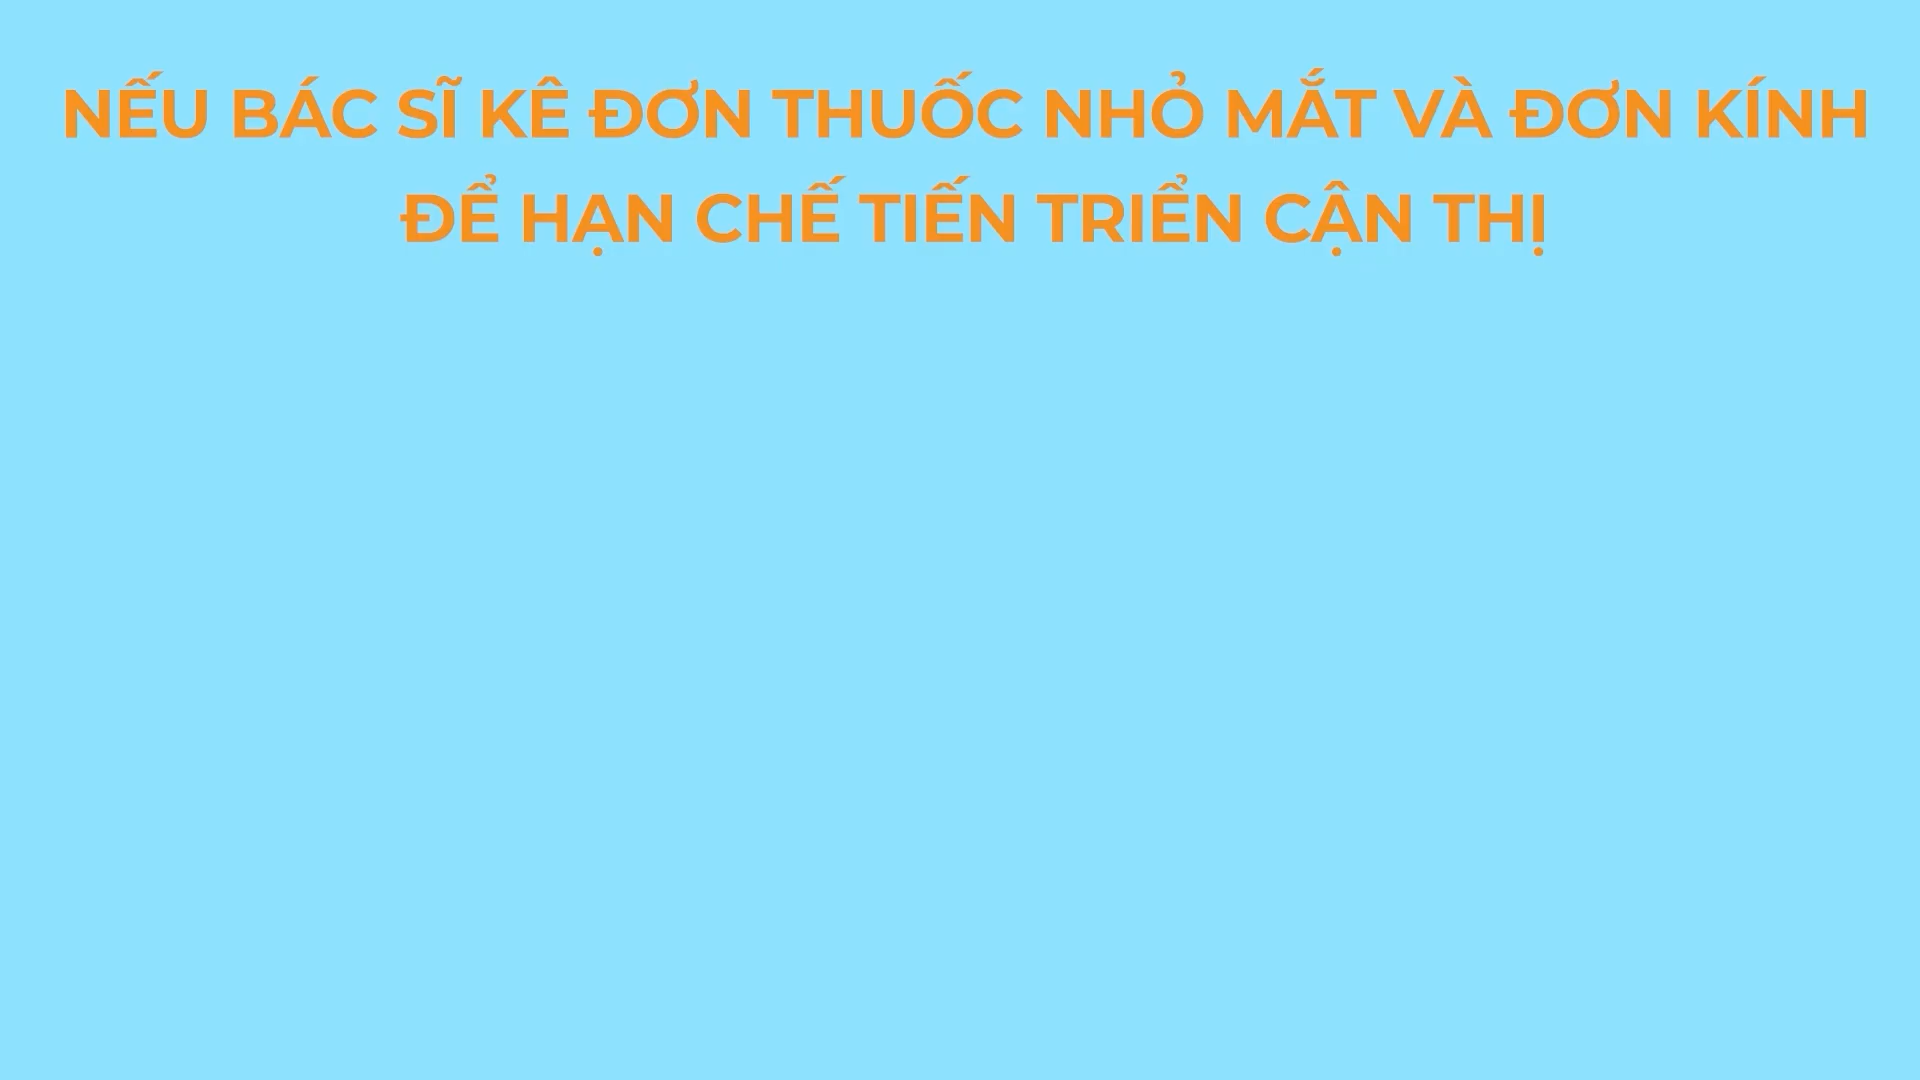 NẾU BÁC SĨ KÊ ĐƠN THUỐC NHỎ MẮT VÀ ĐƠN KÍNH
ĐỂ HẠN CHẾ TIẾN TRIỂN CẬN THỊ